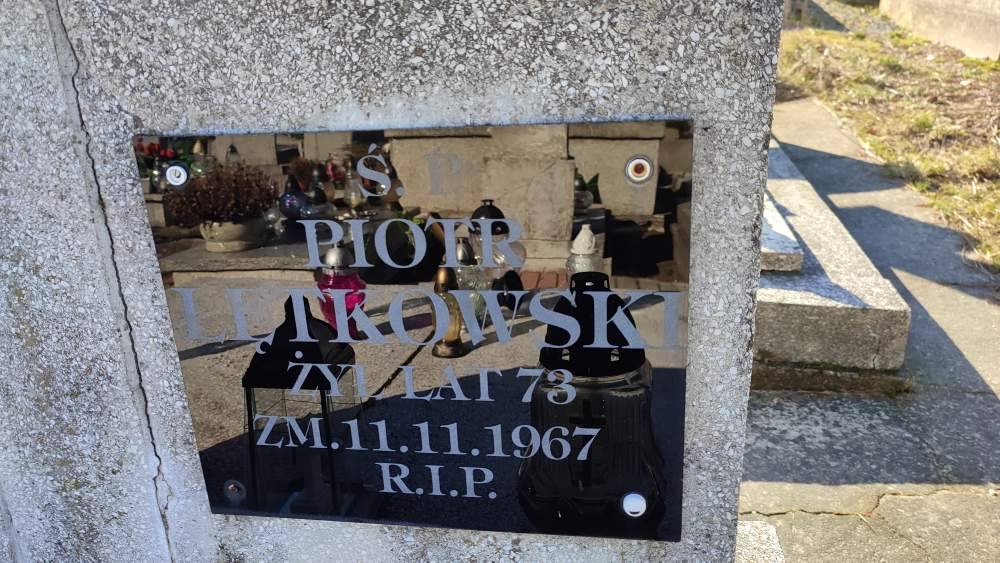 Ś. P.
PIOTR
LĘTKOWSKI
ŻYŁ LAT 73
ZM.11.11.1967
R.I.P.